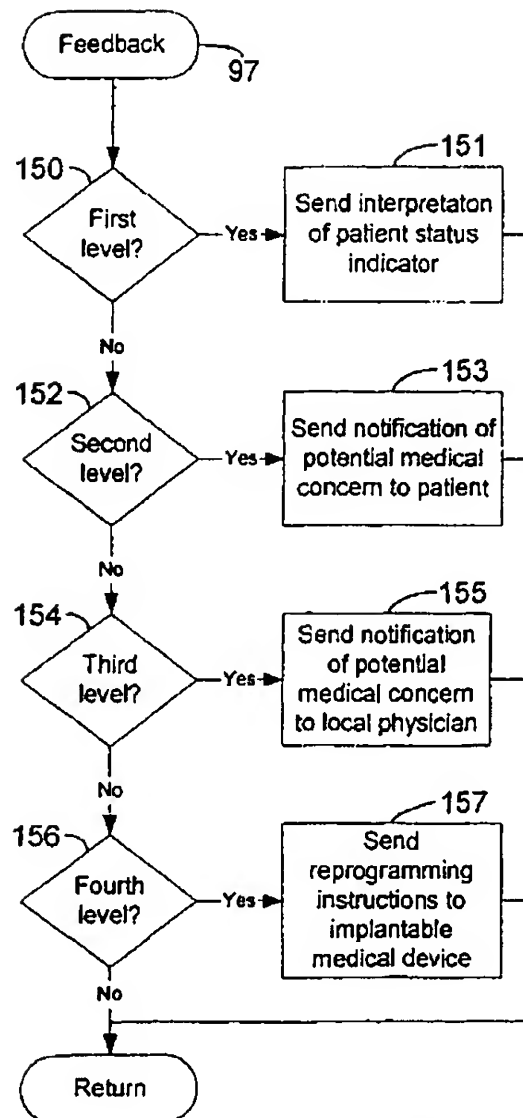 Feedback
97
150
First
level?
Yes
151
Send interpretaton
of patient status
indicator
No
152
Second
level?
Yes
153
Send notification of
potential medical
concern to patient
No
154
Third
level?
Yes
155
Send notification
of potential
medical concern
to local physician
No
156
Fourth
level?
Yes
157
Send
reprogramming
instructions to
implantable
medical device
No
Return